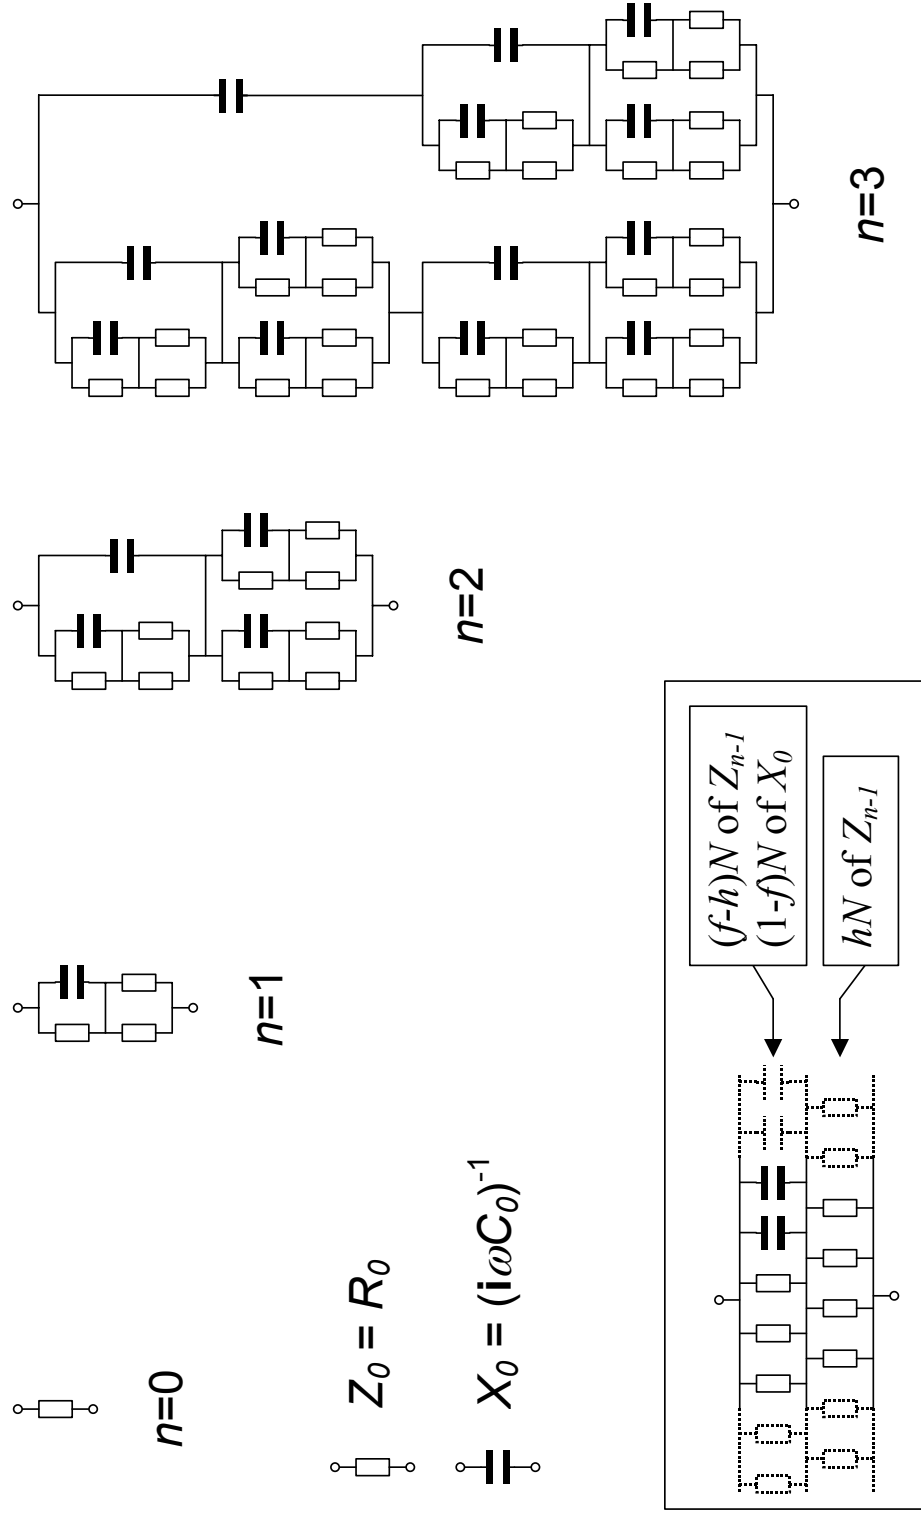 n=0
n=1
n=2
n=3
Z0 = R0
X0 = (iωC0)-1
(f-h)N of Zn-1
(1-f)N of X0
hN of Zn-1